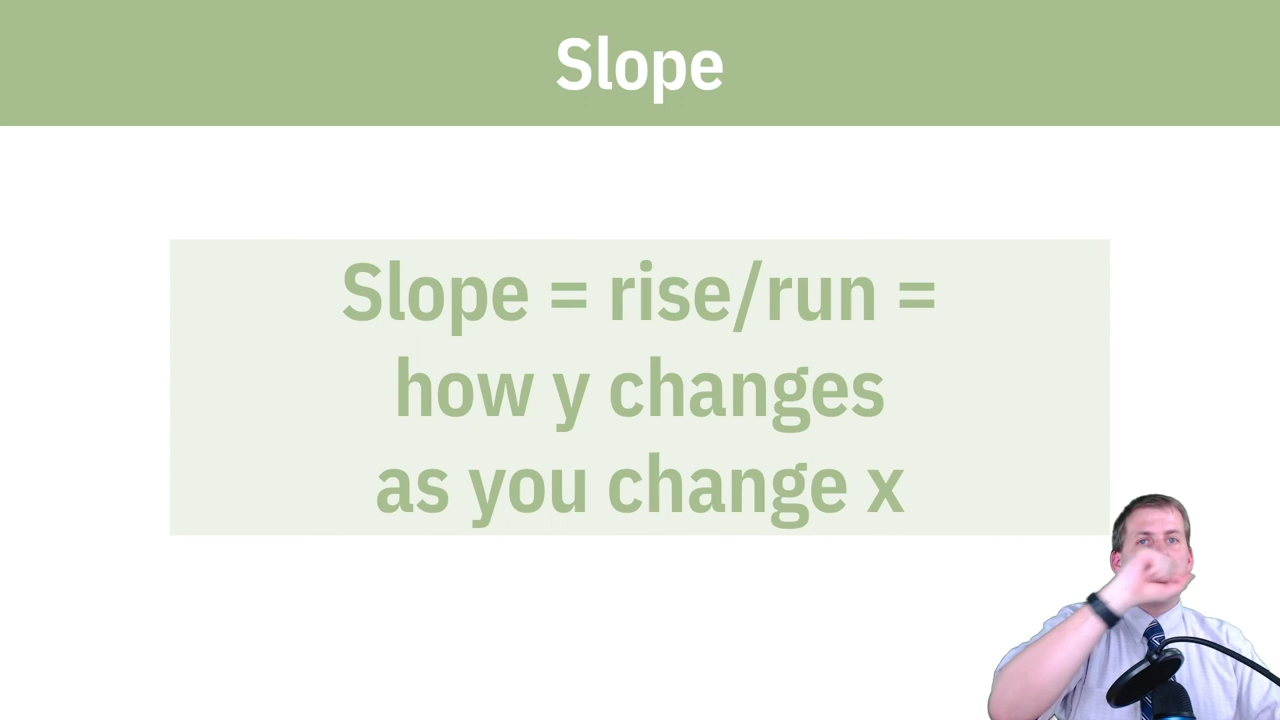 Slope
Slope = rise/run =
how y changes
as you change x